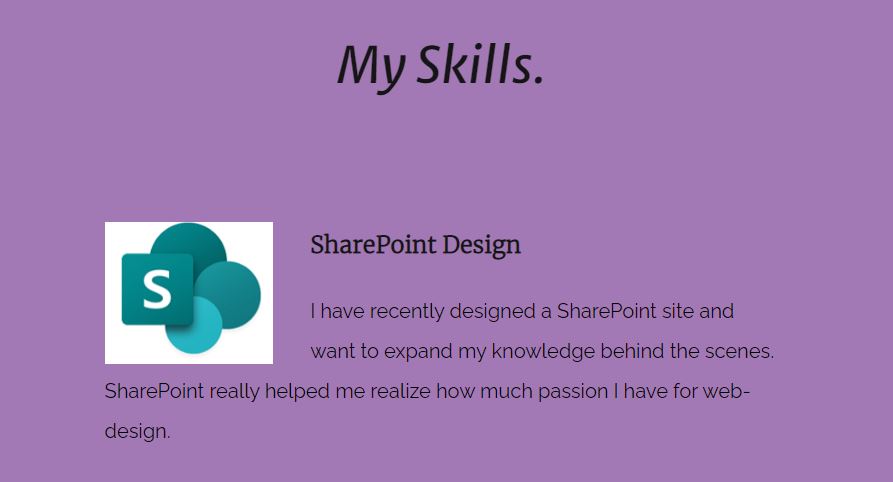 My Skills.
S
SharePoint Design
I have recently designed a SharePoint site and
want to expand my knowledge behind the scenes.
SharePoint really helped me realize how much passion I have for web-
design.